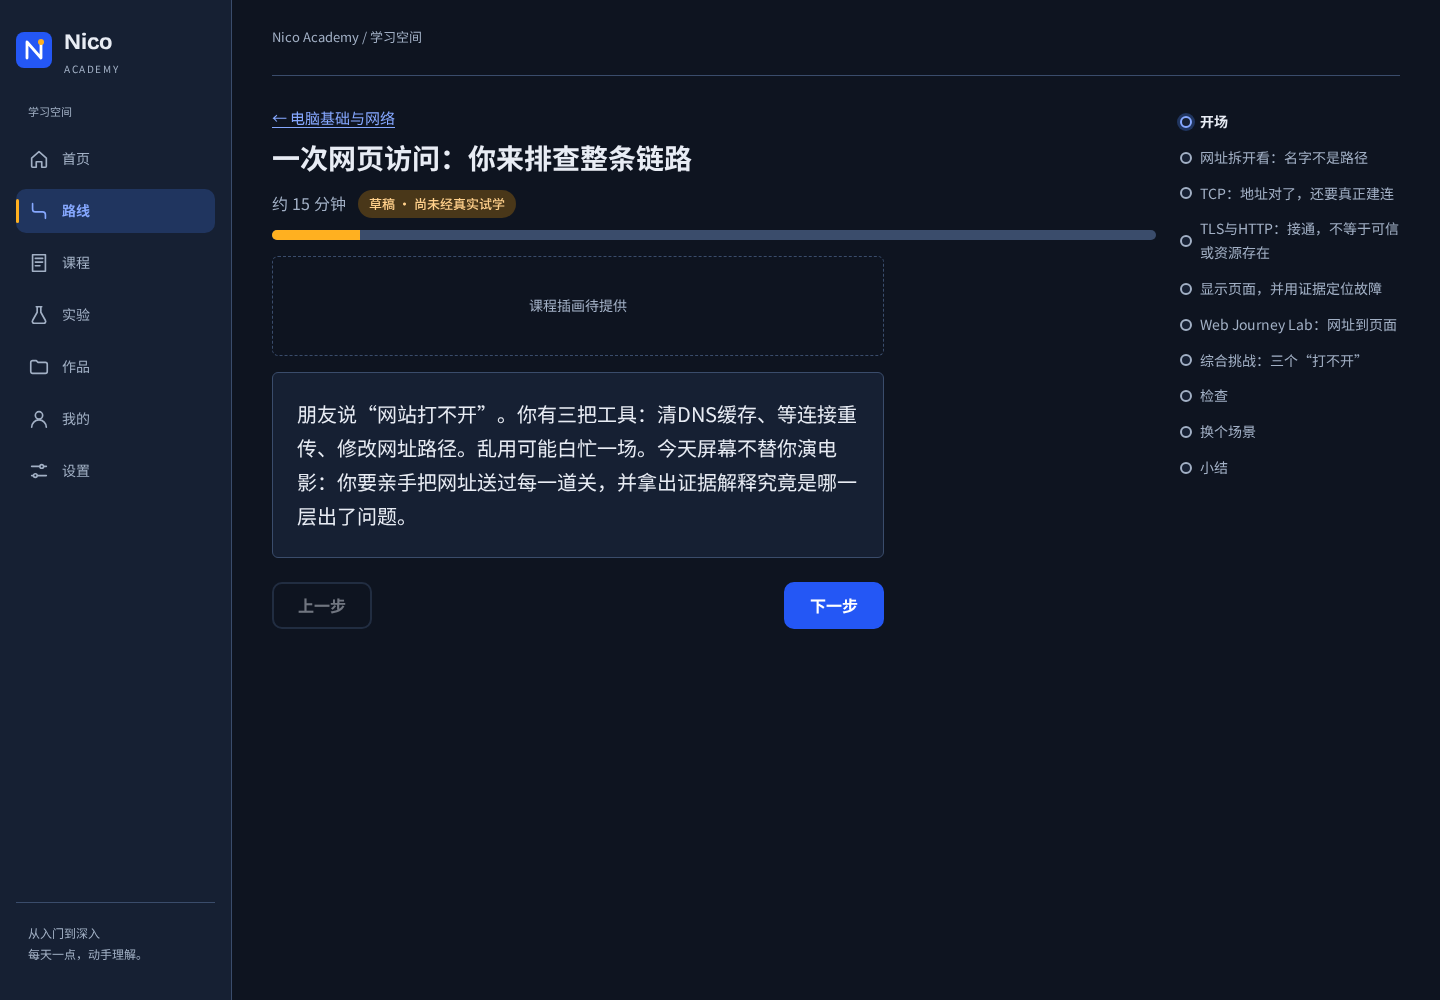 Nico
ACADEMY
学习空间
首页
路线
课程
实验
作品
我的
设置
从入门到深入
每天一点，动手理解。
Nico Academy / 学习空间
← 电脑基础与网络
一次网页访问：你来排查整条链路
约 15 分钟
草稿 · 尚未经真实试学
课程插画待提供
朋友说“网站打不开”。你有三把工具：清DNS缓存、等连接重
传、修改网址路径。乱用可能白忙一场。今天屏幕不替你演电
影：你要亲手把网址送过每一道关，并拿出证据解释究竟是哪一
层出了问题。
上一步
下一步
开场
网址拆开看：名字不是路径
TCP：地址对了，还要真正建连
TLS与HTTP：接通，不等于可信
或资源存在
显示页面，并用证据定位故障
Web Journey Lab：网址到页面
综合挑战：三个“打不开”
检查
换个场景
小结